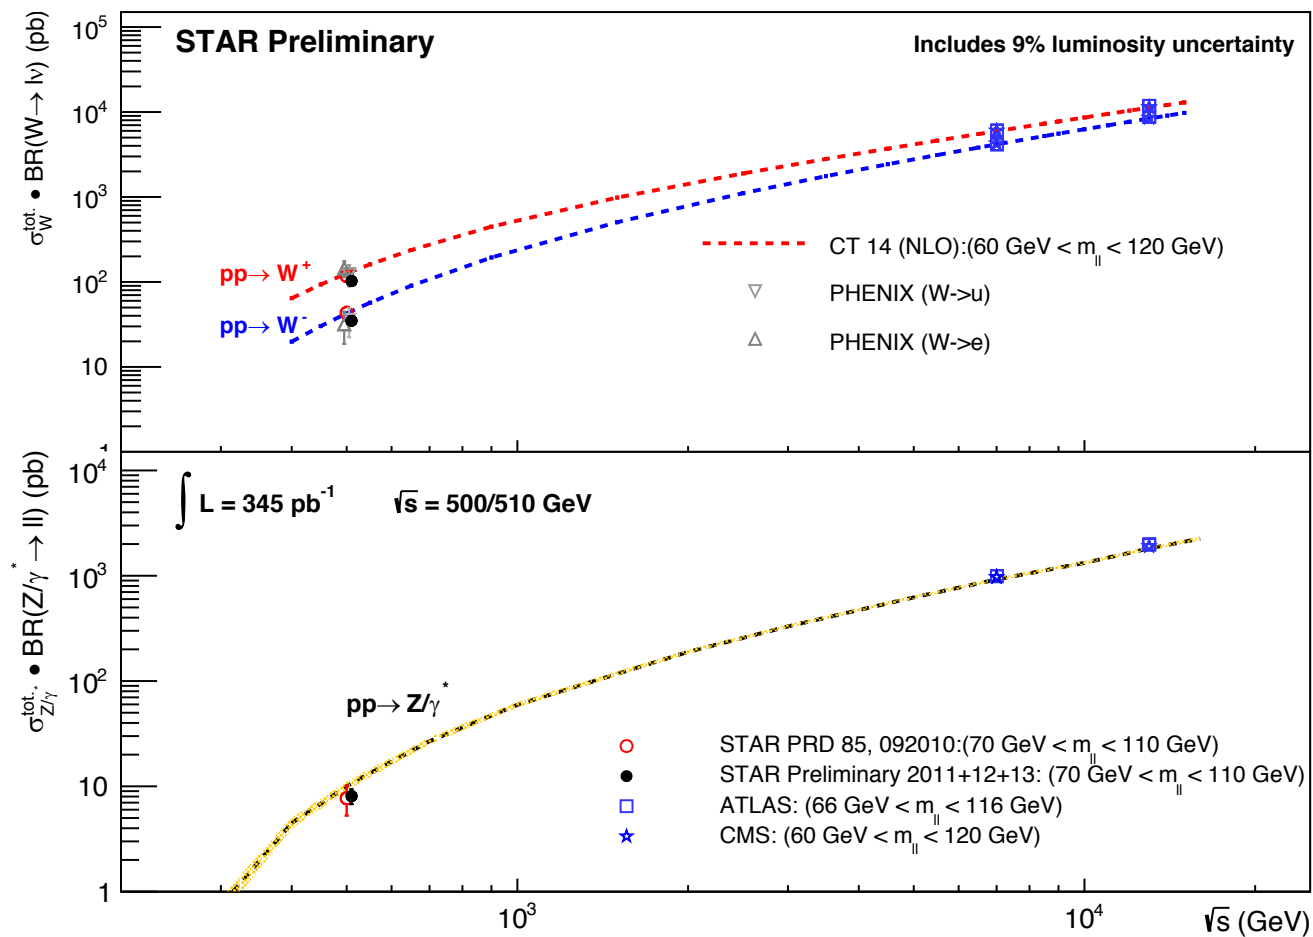 10^5
STAR Preliminary
Includes 9% luminosity uncertainty
σ_W^tot. • BR(W→ lν) (pb)
10^4
10^3
CT 14 (NLO):(60 GeV < m_ll < 120 GeV)
pp→ W^+
10^2
PHENIX (W->u)
pp→ W^-
PHENIX (W->e)
10
1
10^4
∫ L = 345 pb^-1 √s = 500/510 GeV
σ_Z/γ*^tot. • BR(Z/γ^* → ll) (pb)
10^3
10^2
pp→ Z/γ^*
STAR PRD 85, 092010:(70 GeV < m_ll < 110 GeV)
STAR Preliminary 2011+12+13: (70 GeV < m_ll < 110 GeV)
10
ATLAS: (66 GeV < m_ll < 116 GeV)
CMS: (60 GeV < m_ll < 120 GeV)
1
10^3
10^4
√s (GeV)